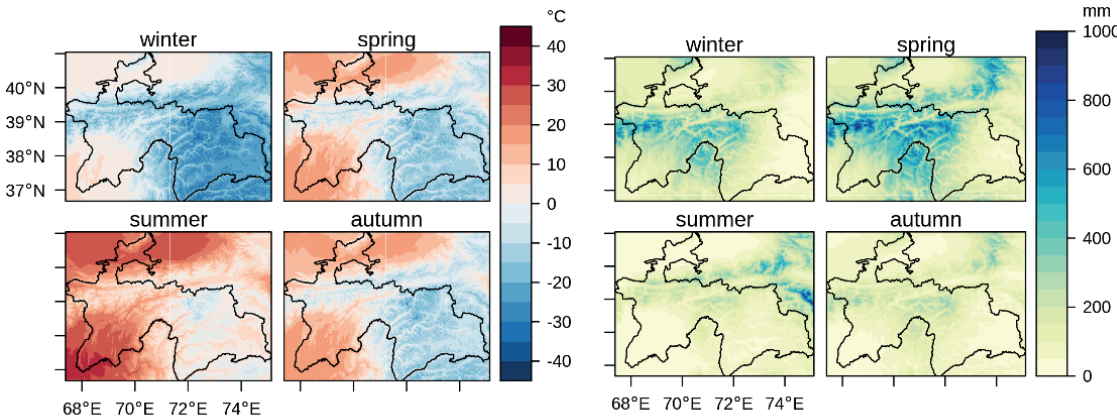 °C
mm
winter
spring
winter
spring
40°N
39°N
38°N
37°N
summer
autumn
summer
autumn
40
30
20
10
0
-10
-20
-30
-40
1000
800
600
400
200
0
68°E 70°E 72°E 74°E
68°E 70°E 72°E 74°E